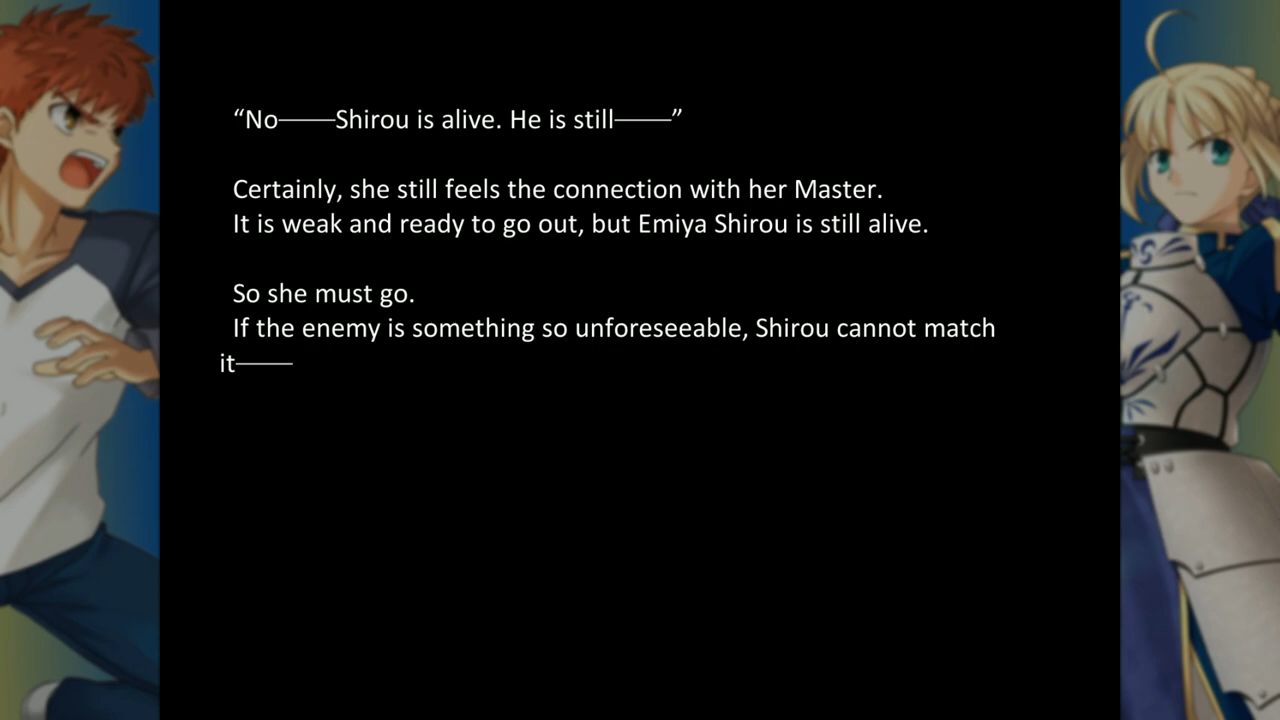 “No――Shirou is alive. He is still――”
Certainly, she still feels the connection with her Master.
It is weak and ready to go out, but Emiya Shirou is still alive.
So she must go.
If the enemy is something so unforeseeable, Shirou cannot match
it――